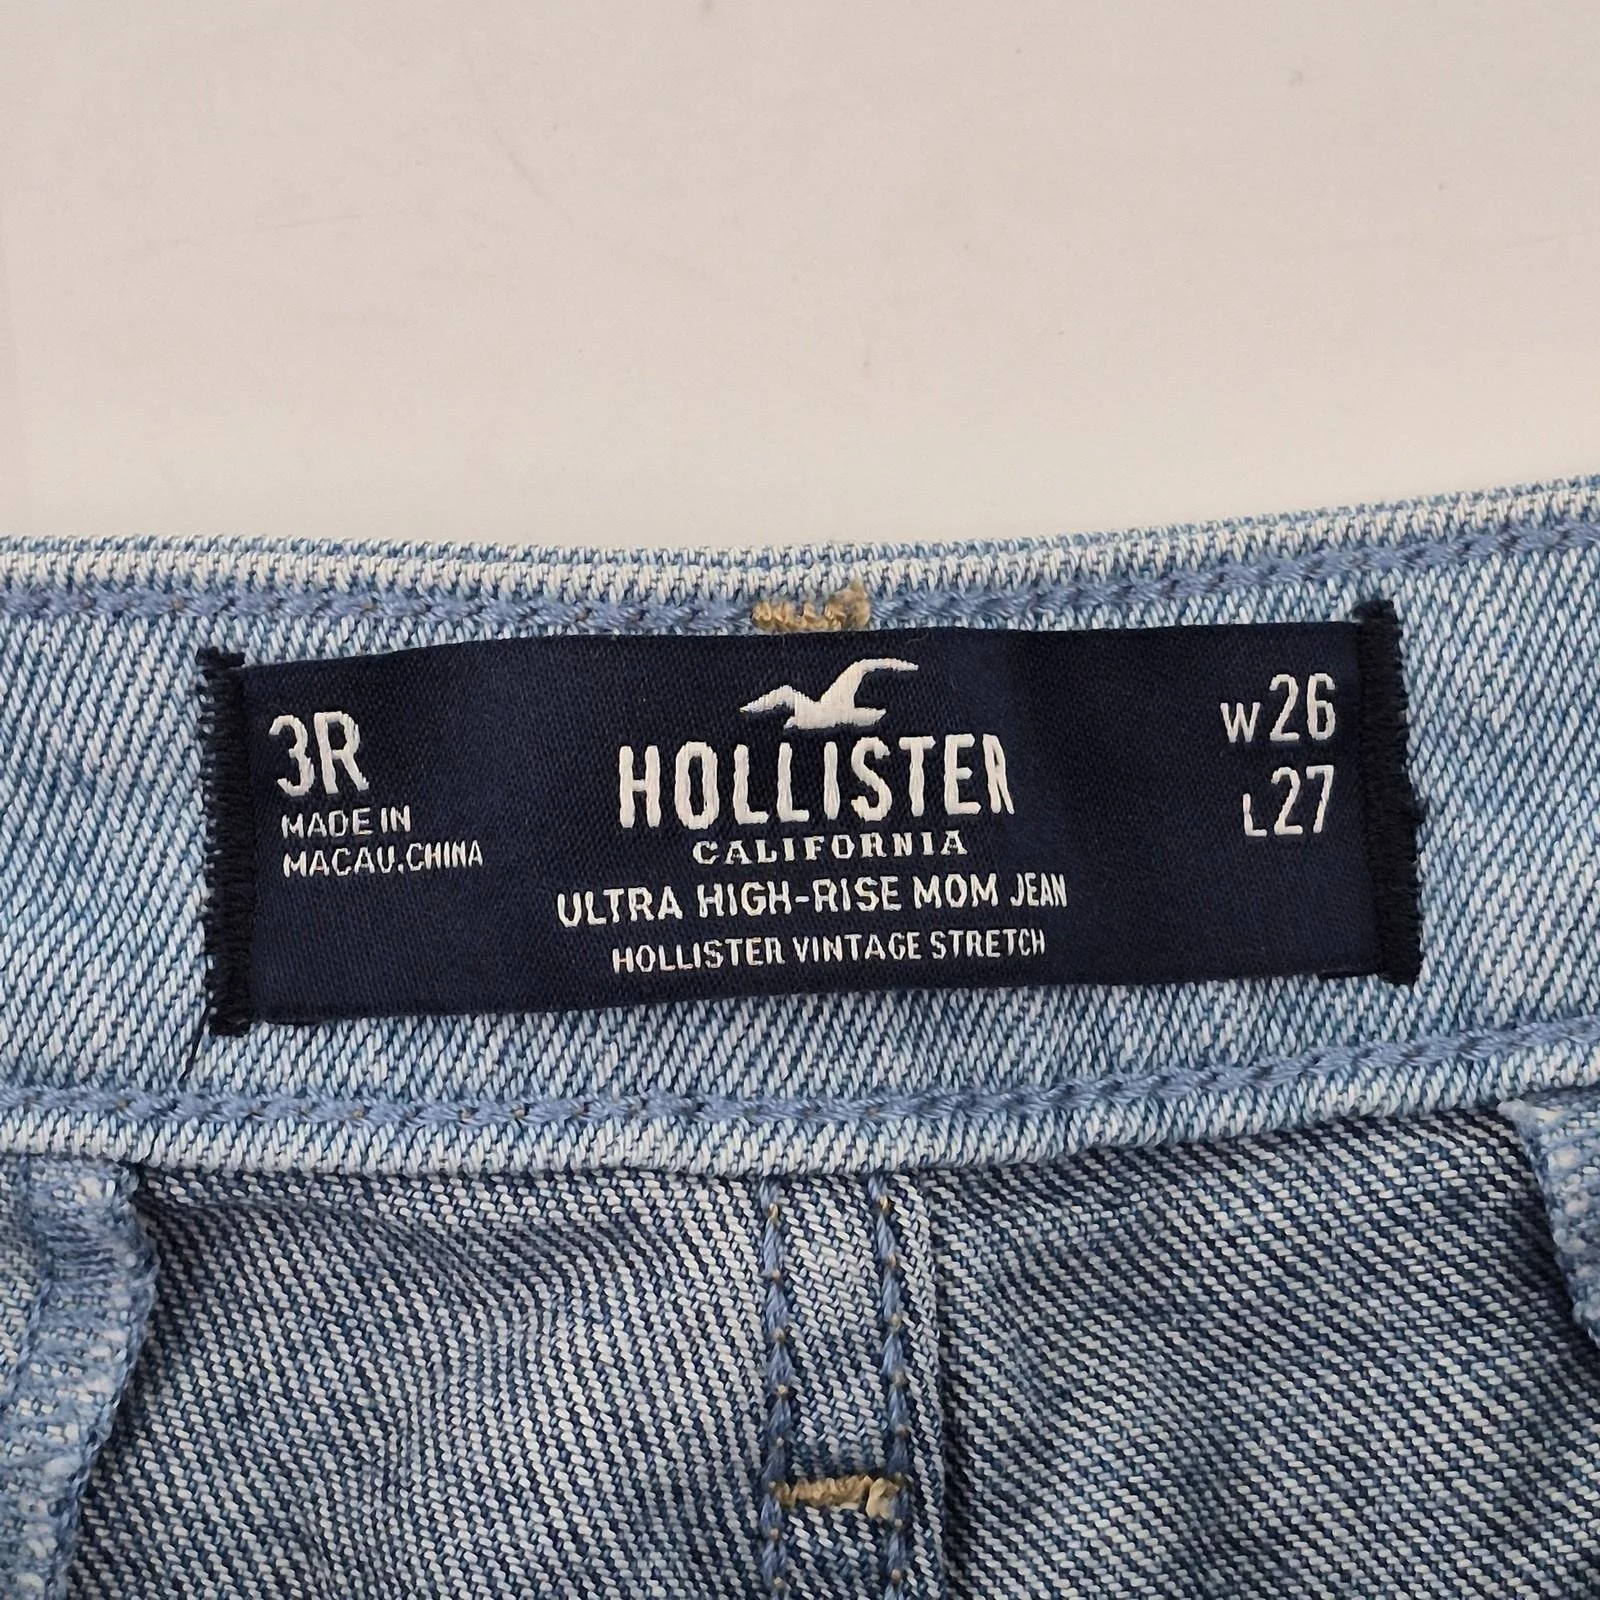 3R
MADE IN
MACAU,CHINA
HOLLISTER
CALIFORNIA
ULTRA HIGH-RISE MOM JEAN
HOLLISTER VINTAGE STRETCH
W26
L27